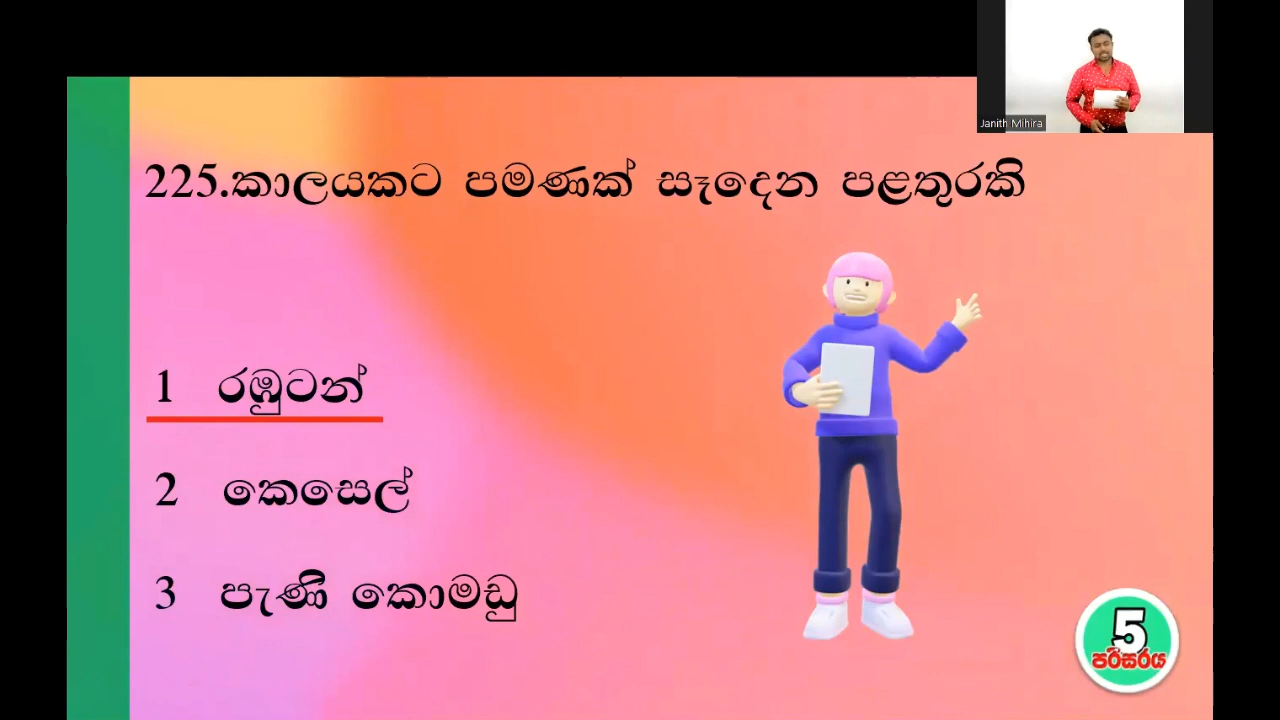 Janith Mihira
225.කාලයකට පමණක් සෑදෙන පළතුරකි
1 රඹුටන්
2 කෙසෙල්
3 පැණි කොමඩු
5
පරිසරය